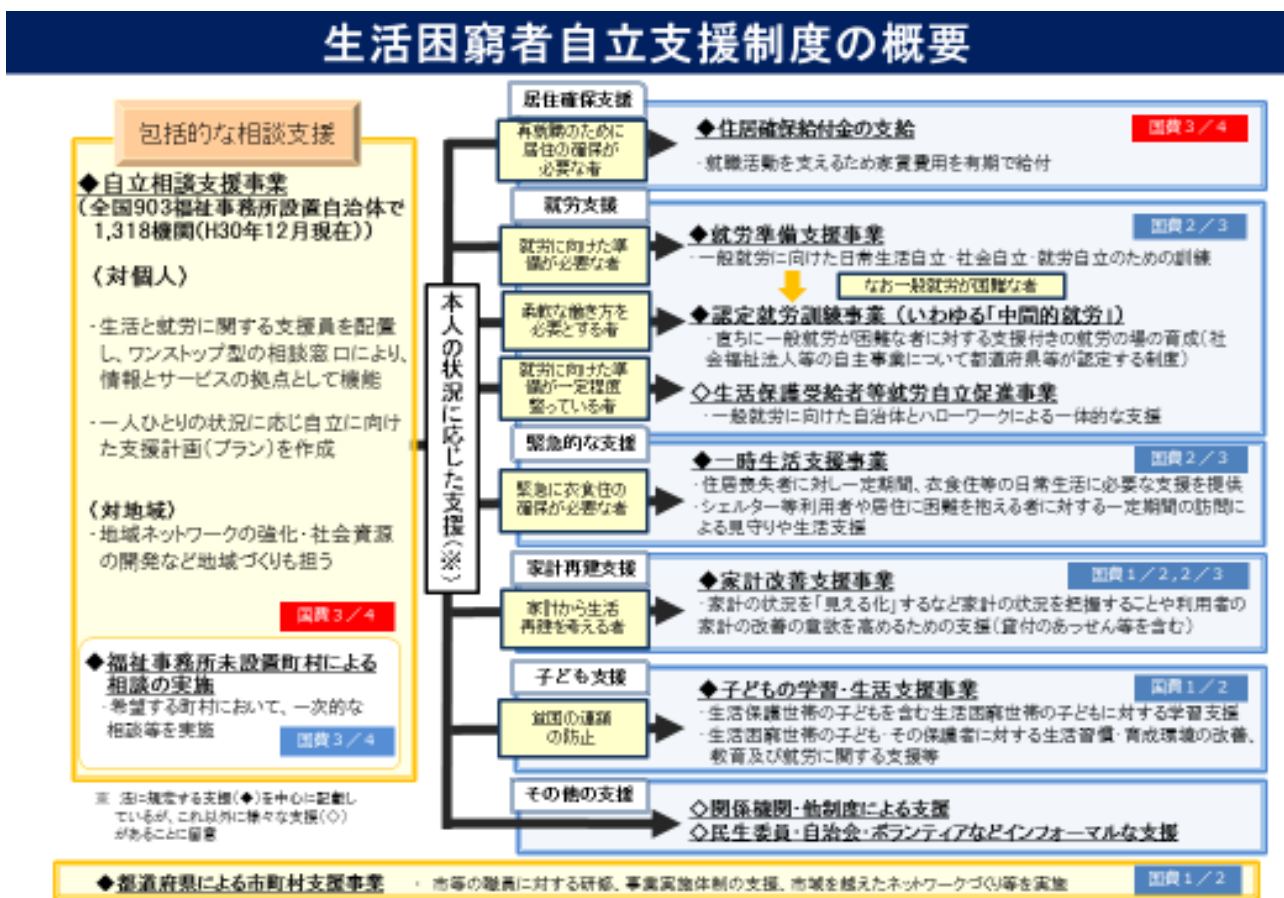 生活困窮者自立支援制度の概要
包括的な相談支援
◆自立相談支援事業
(全国903福祉事務所設置自治体で
1,318機関(H30年12月現在))
〈対個人〉
・生活と就労に関する支援員を配置
し、ワンストップ型の相談窓口により、
情報とサービスの拠点として機能
・一人ひとりの状況に応じ自立に向け
た支援計画(プラン)を作成
〈対地域〉
・地域ネットワークの強化・社会資源
の開発など地域づくりも担う
国費3/4
◆福祉事務所未設置町村による
相談の実施
・希望する町村において、一次的な
相談等を実施
国費3/4
※ 法に規定する支援(◆)を中心に記載し
ているが、これ以外に様々な支援(◇)
があることに留意
本人の状況に応じた支援(※)
居住確保支援
再就職のために
居住の確保が
必要な者
◆住居確保給付金の支給
国費3/4
・就職活動を支えるため家賃費用を有期で給付
就労支援
就労に向けた準
備が必要な者
◆就労準備支援事業
国費2/3
・一般就労に向けた日常生活自立・社会自立・就労自立のための訓練
なお一般就労が困難な者
柔軟な働き方を
必要とする者
◆認定就労訓練事業(いわゆる「中間的就労」)
・直ちに一般就労が困難な者に対する支援付きの就労の場の育成(社
会福祉法人等の自主事業について都道府県等が認定する制度)
就労に向けた準
備が一定程度
整っている者
◇生活保護受給者等就労自立促進事業
・一般就労に向けた自治体とハローワークによる一体的な支援
緊急的な支援
緊急に衣食住の
確保が必要な者
◆一時生活支援事業
国費2/3
・住居喪失者に対し一定期間、衣食住等の日常生活に必要な支援を提供
・シェルター等利用者や居住に困難を抱える者に対する一定期間の訪問に
よる見守りや生活支援
家計再建支援
家計から生活
再建を考える者
◆家計改善支援事業
国費1/2,2/3
・家計の状況を「見える化」するなど家計の状況を把握することや利用者の
家計の改善の意欲を高めるための支援(貸付のあっせん等を含む)
子ども支援
貧困の連鎖
の防止
◆子どもの学習・生活支援事業
国費1/2
・生活保護世帯の子どもを含む生活困窮世帯の子どもに対する学習支援
・生活困窮世帯の子ども・その保護者に対する生活習慣・育成環境の改善、
教育及び就労に関する支援等
その他の支援
◇関係機関・他制度による支援
◇民生委員・自治会・ボランティアなどインフォーマルな支援
◆都道府県による市町村支援事業
・ 市等の職員に対する研修、事業実施体制の支援、市域を越えたネットワークづくり等を実施
国費1/2